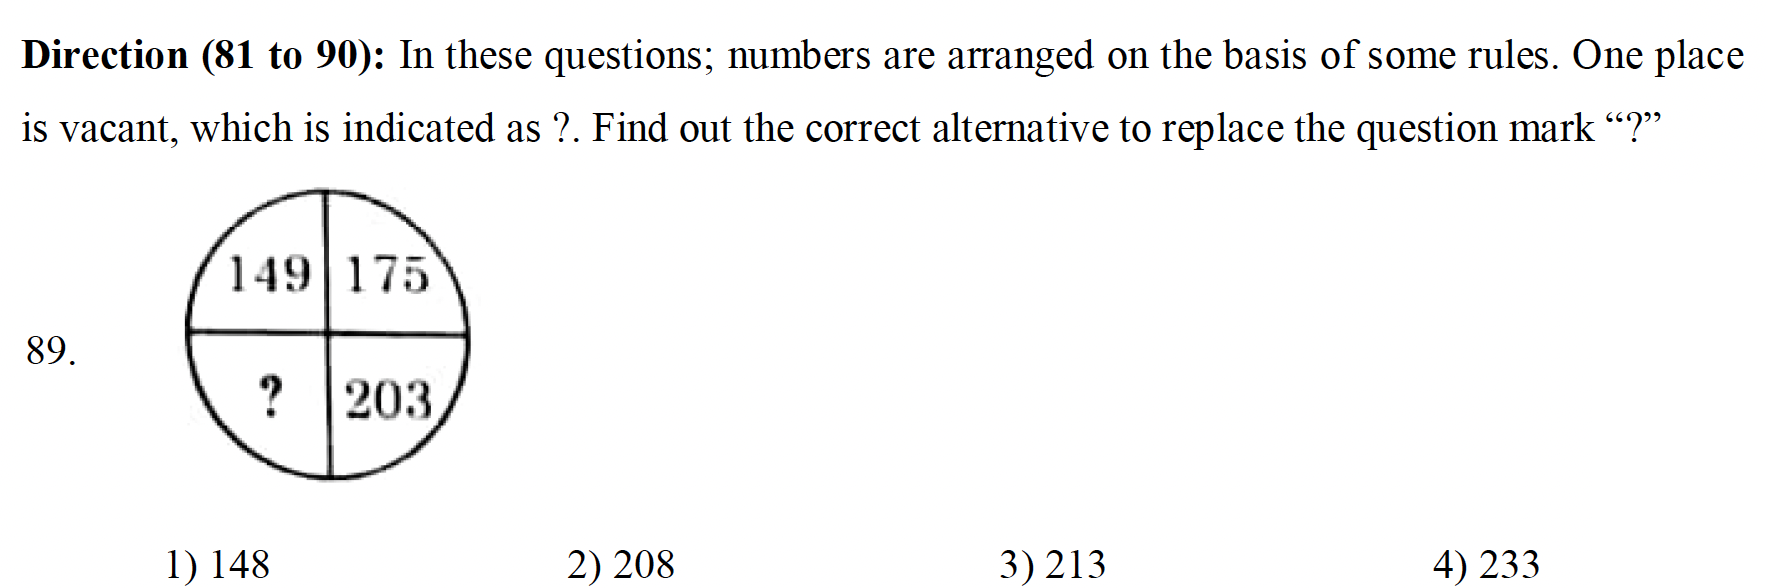 Direction (81 to 90): In these questions; numbers are arranged on the basis of some rules. One place
is vacant, which is indicated as ?. Find out the correct alternative to replace the question mark “?”
149 175
89.
? 203
1) 148 2) 208 3) 213 4) 233